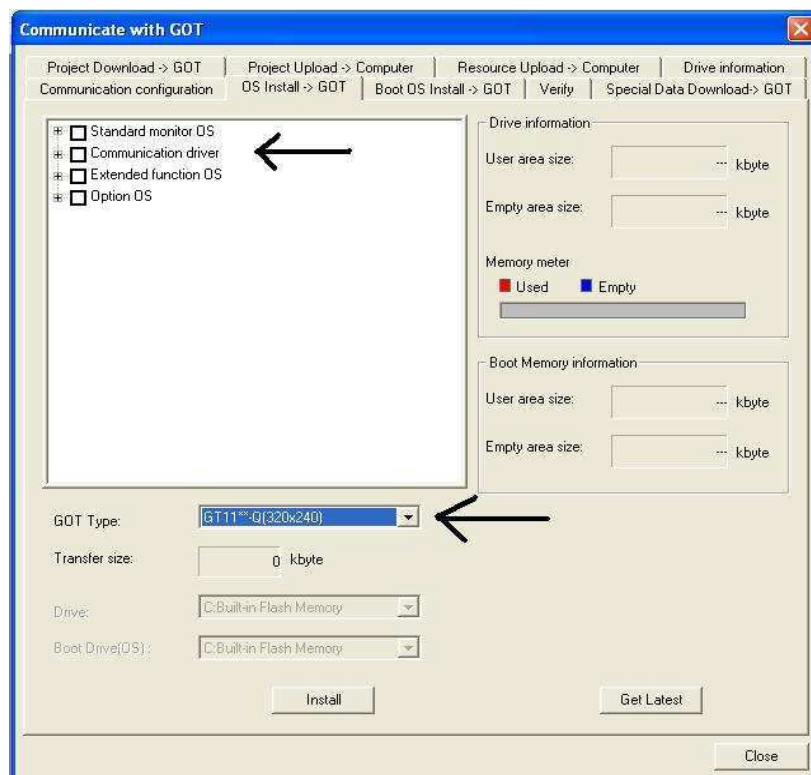 Communicate with GOT
Project Download -> GOT
Project Upload -> Computer
Resource Upload -> Computer
Drive information
Communication configuration
OS Install -> GOT
Boot OS Install -> GOT
Verify
Special Data Download-> GOT
Standard monitor OS
Communication driver
Extended function OS
Option OS
Drive information
User area size: --- kbyte
Empty area size: --- kbyte
Memory meter
Used Empty
Boot Memory information
User area size: --- kbyte
Empty area size: --- kbyte
GOT Type: GT11**-Q(320x240)
Transfer size: 0 kbyte
Drive: C:Built-in Flash Memory
Boot Drive(OS) : C:Built-in Flash Memory
Install
Get Latest
Close